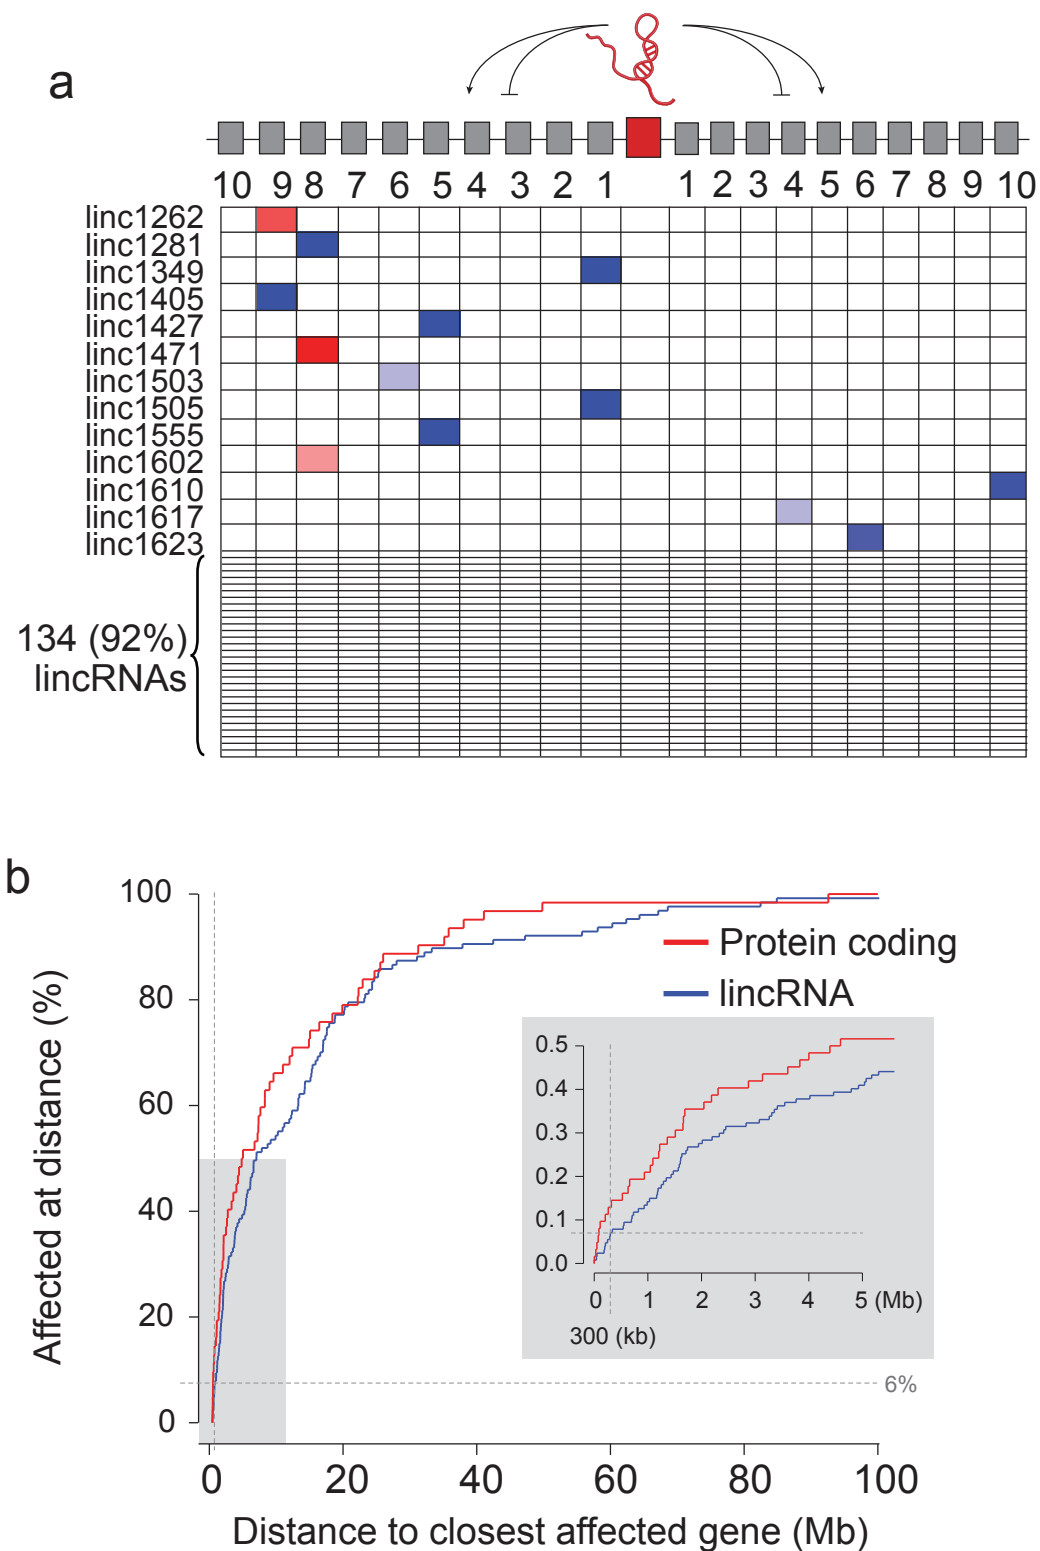 a
10 9 8 7 6 5 4 3 2 1 1 2 3 4 5 6 7 8 9 10
linc1262
linc1281
linc1349
linc1405
linc1427
linc1471
linc1503
linc1505
linc1555
linc1602
linc1610
linc1617
linc1623
134 (92%)
lincRNAs
b
Affected at distance (%)
100
80
60
40
20
0
Protein coding
lincRNA
0.5
0.4
0.3
0.2
0.1
0.0
0 1 2 3 4 5 (Mb)
300 (kb)
6%
0 20 40 60 80 100
Distance to closest affected gene (Mb)